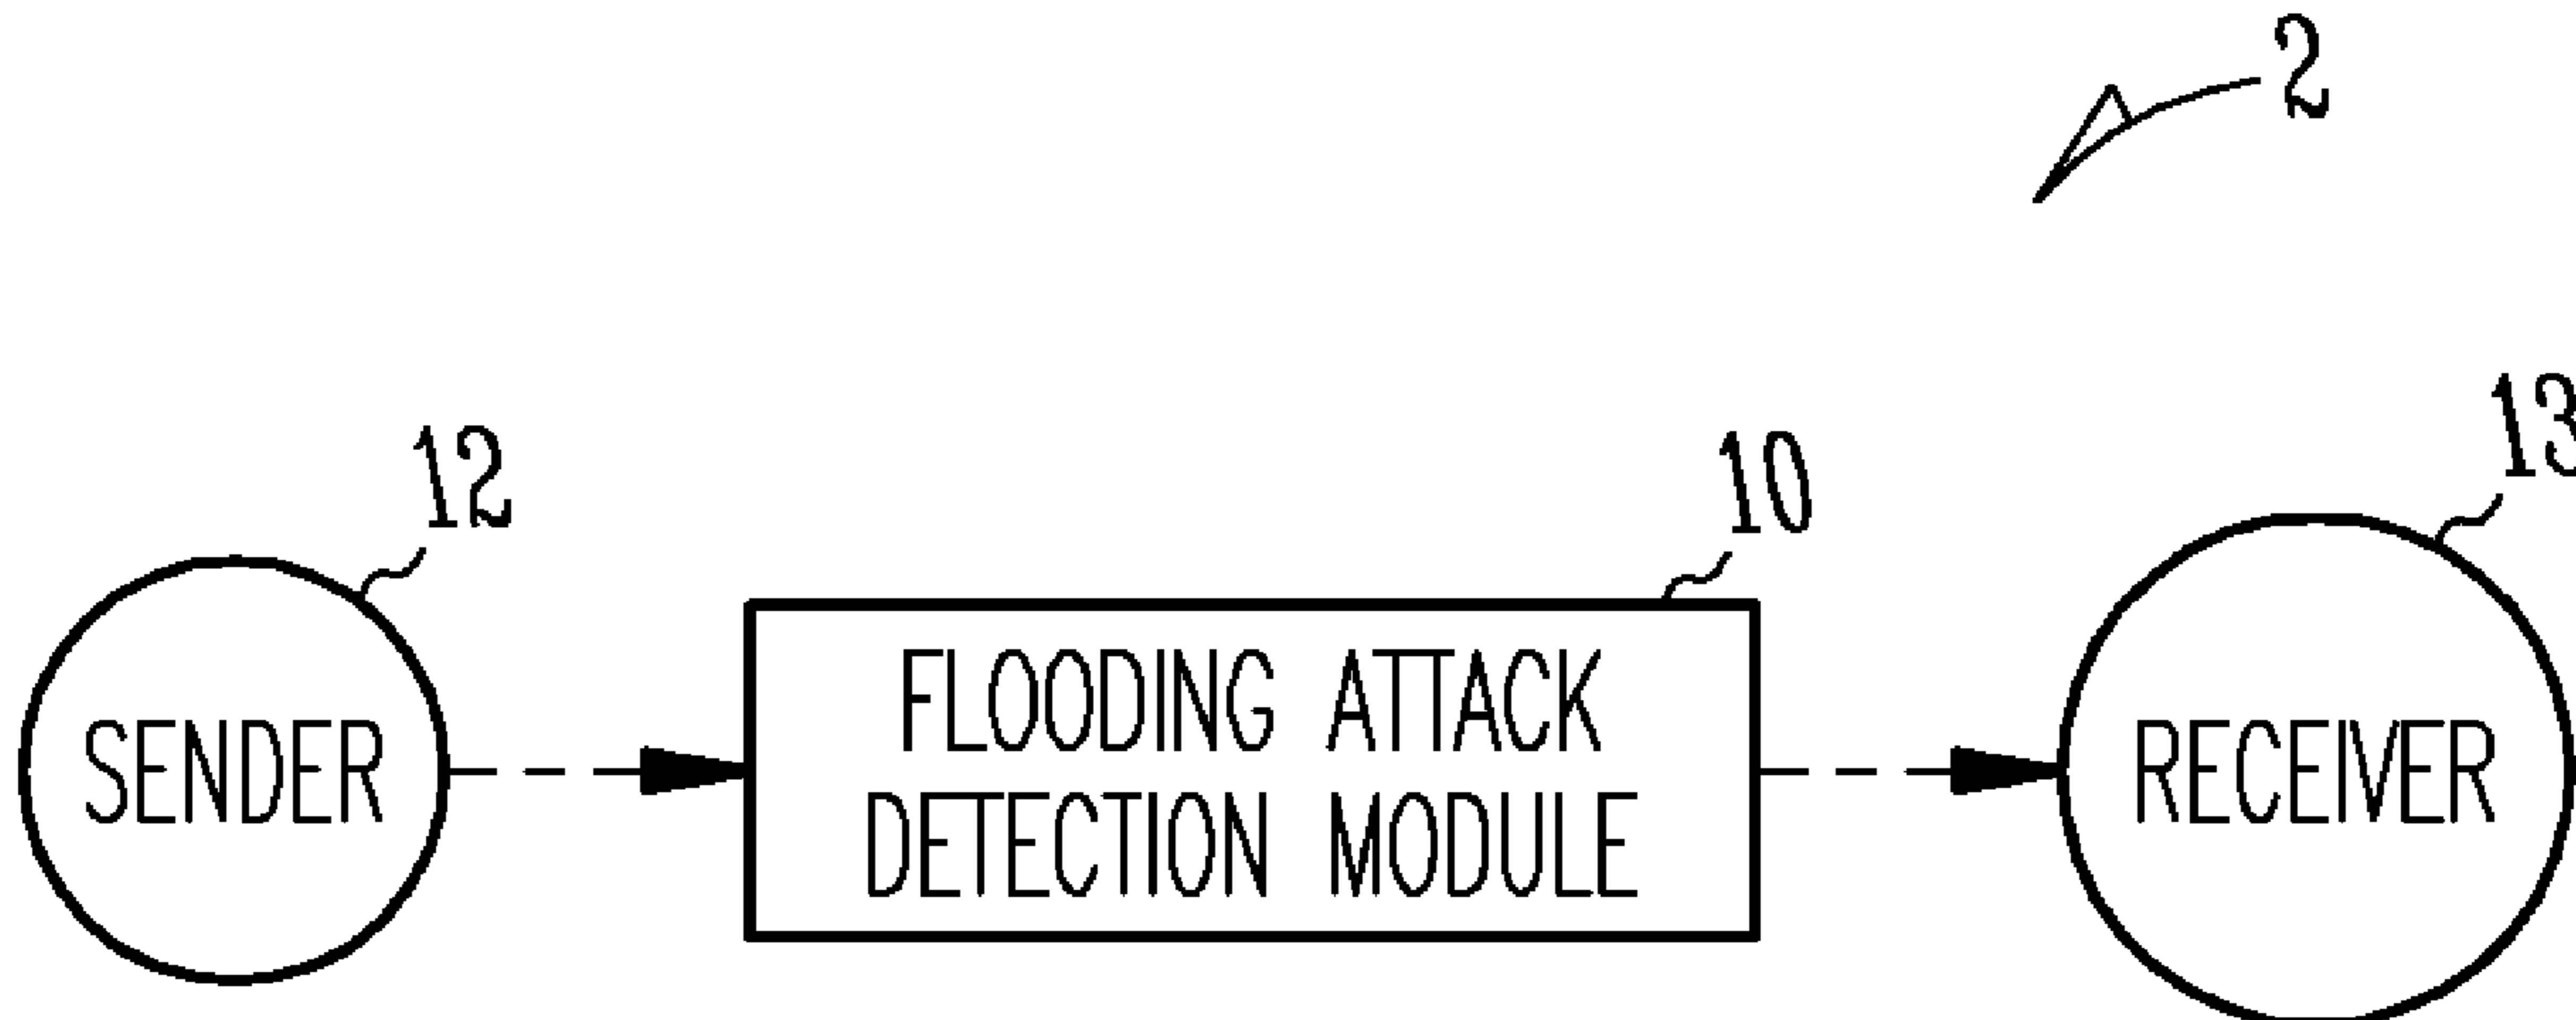 2
12
10
13
SENDER
FLOODING ATTACK
DETECTION MODULE
RECEIVER